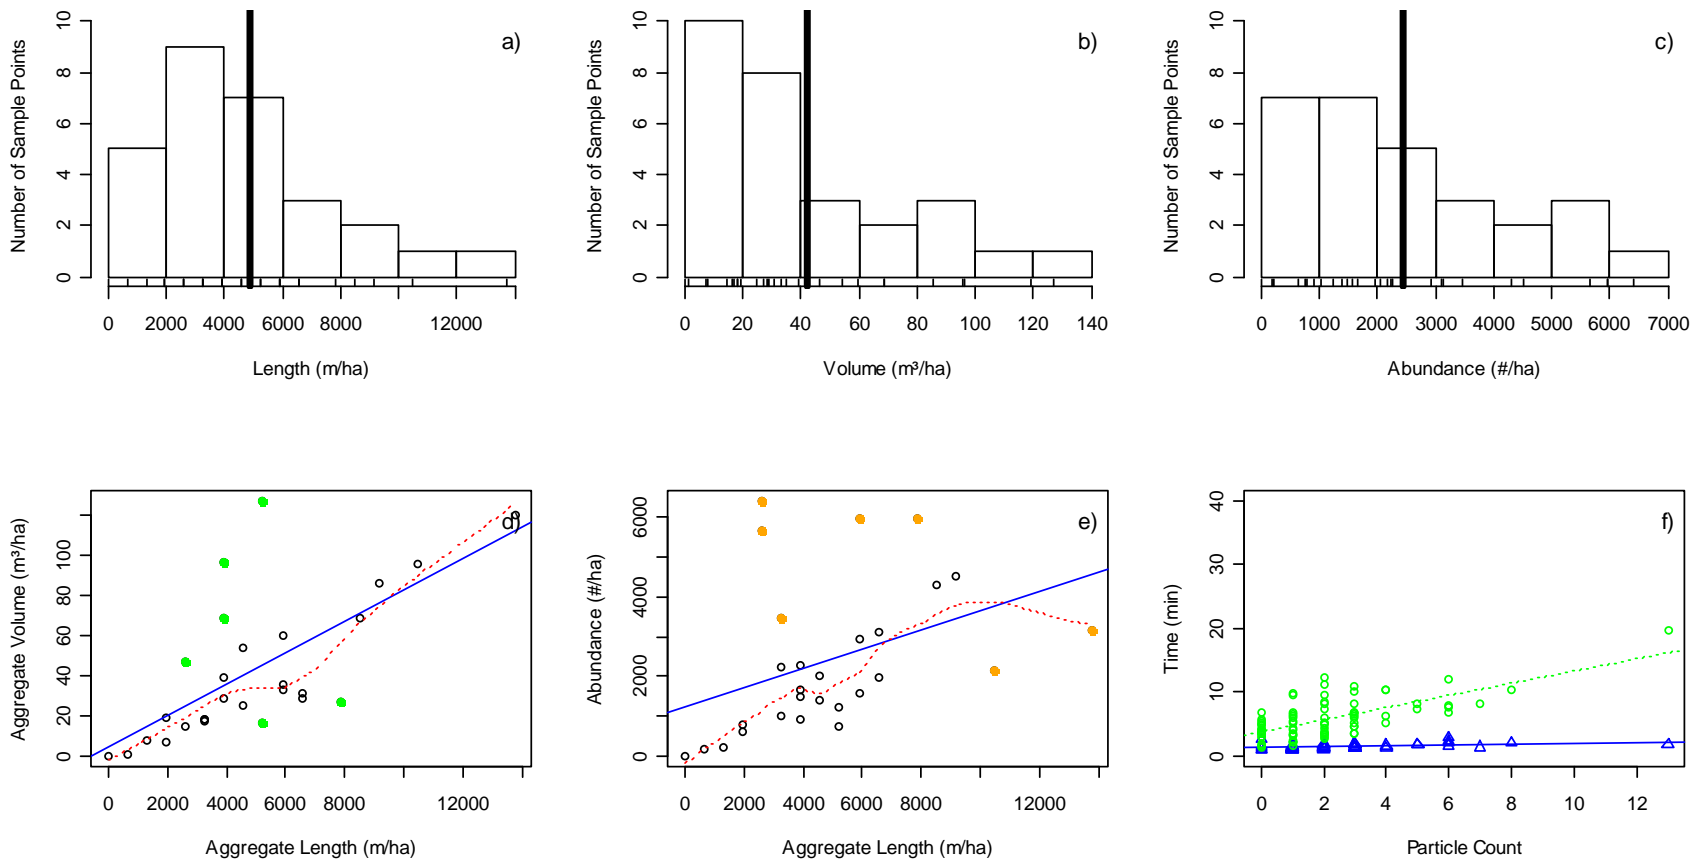 a)
Number of Sample Points
0 2 4 6 8 10
0 2000 4000 6000 8000 12000
Length (m/ha)
b)
Number of Sample Points
0 2 4 6 8 10
0 20 40 60 80 100 120 140
Volume (m³/ha)
c)
Number of Sample Points
0 2 4 6 8 10
0 1000 2000 3000 4000 5000 6000 7000
Abundance (#/ha)
d)
Aggregate Volume (m³/ha)
0 20 40 60 80 100
0 2000 4000 6000 8000 12000
Aggregate Length (m/ha)
e)
Abundance (#/ha)
0 2000 4000 6000
0 2000 4000 6000 8000 12000
Aggregate Length (m/ha)
f)
Time (min)
0 10 20 30 40
0 2 4 6 8 10 12
Particle Count